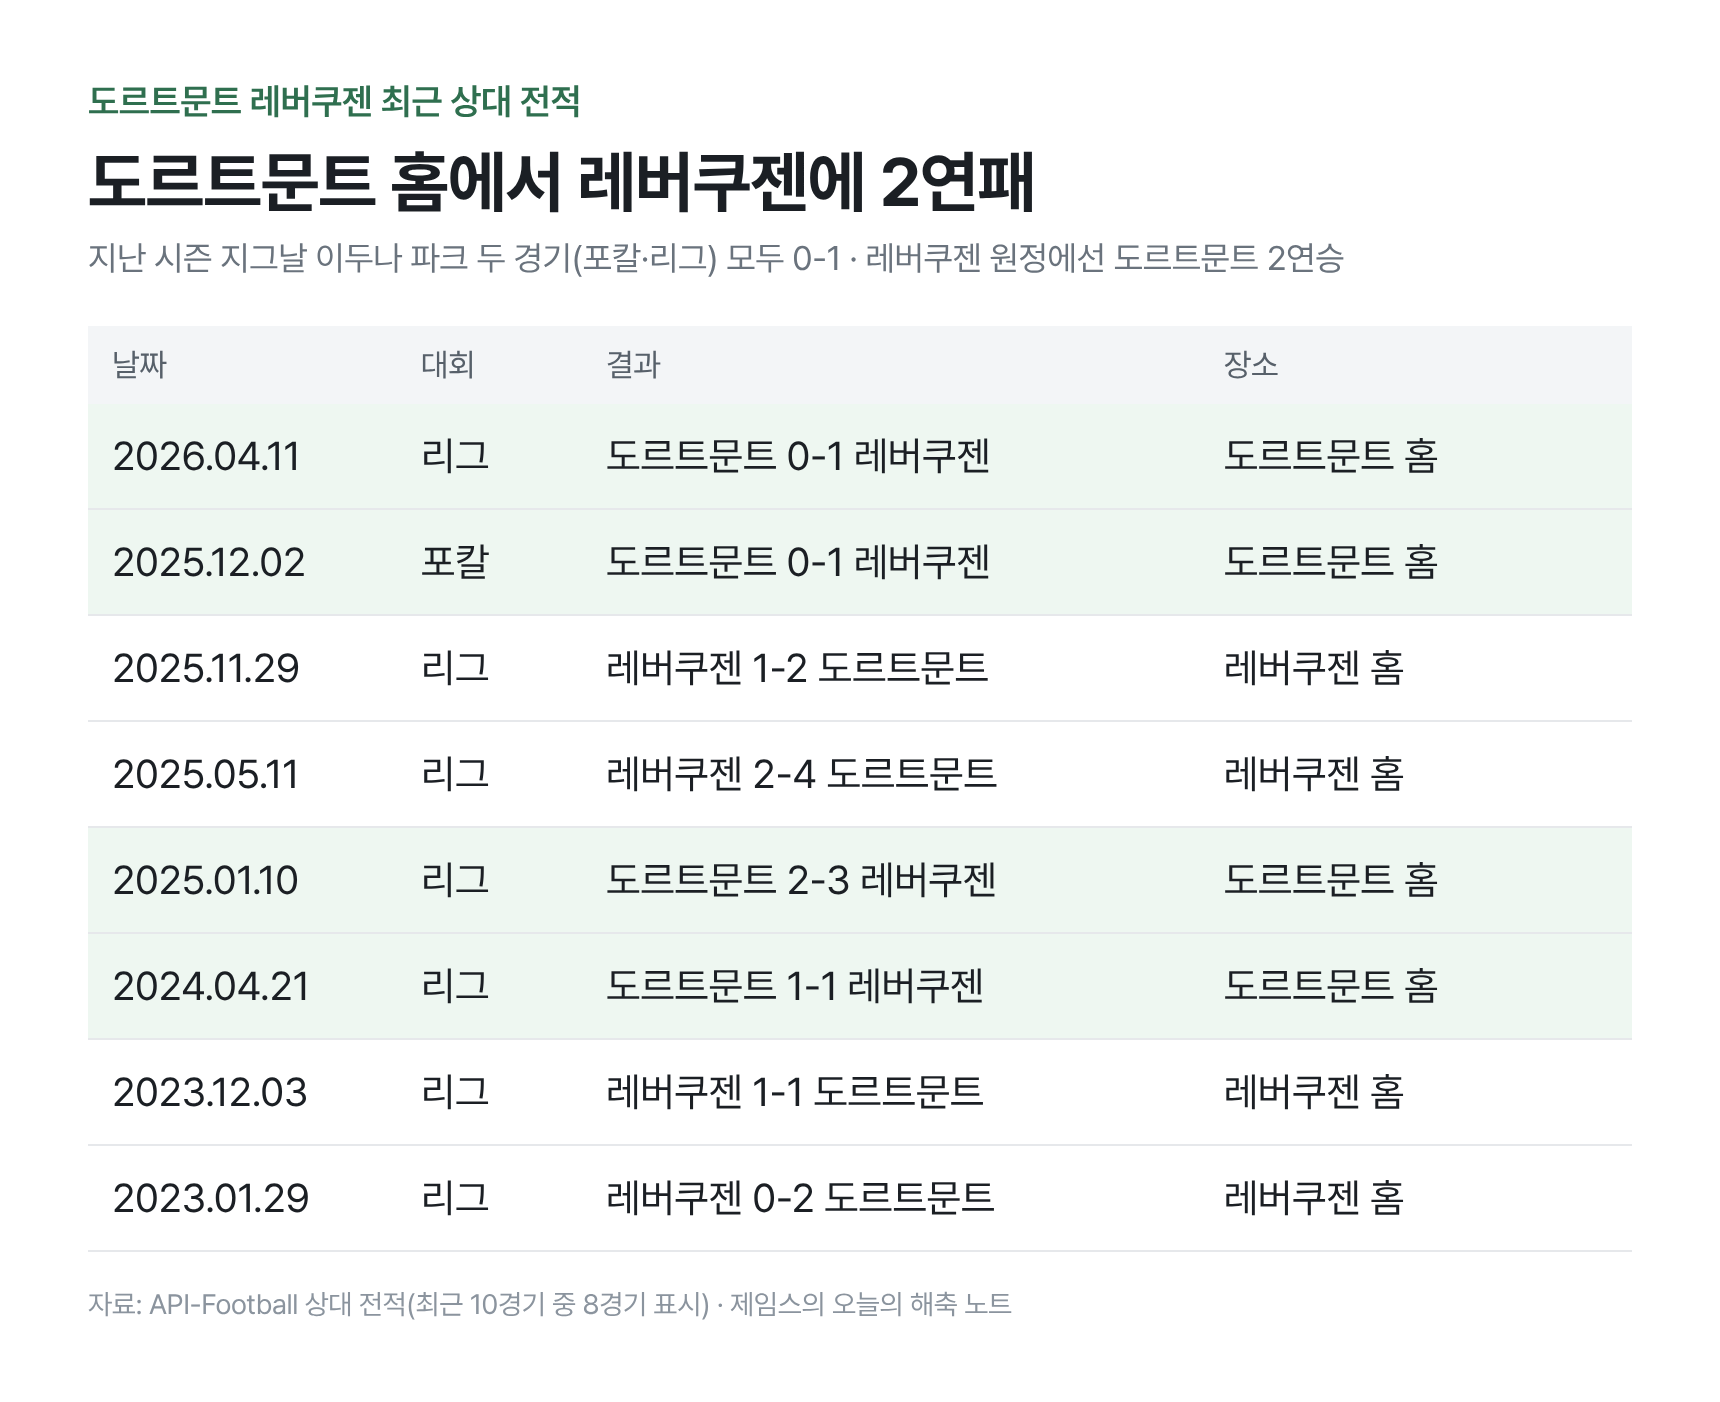 도르트문트 레버쿠젠 최근 상대 전적
도르트문트 홈에서 레버쿠젠에 2연패
지난 시즌 지그날 이두나 파크 두 경기(포칼·리그) 모두 0-1 · 레버쿠젠 원정에선 도르트문트 2연승
날짜 대회 결과 장소
2026.04.11 리그 도르트문트 0-1 레버쿠젠 도르트문트 홈
2025.12.02 포칼 도르트문트 0-1 레버쿠젠 도르트문트 홈
2025.11.29 리그 레버쿠젠 1-2 도르트문트 레버쿠젠 홈
2025.05.11 리그 레버쿠젠 2-4 도르트문트 레버쿠젠 홈
2025.01.10 리그 도르트문트 2-3 레버쿠젠 도르트문트 홈
2024.04.21 리그 도르트문트 1-1 레버쿠젠 도르트문트 홈
2023.12.03 리그 레버쿠젠 1-1 도르트문트 레버쿠젠 홈
2023.01.29 리그 레버쿠젠 0-2 도르트문트 레버쿠젠 홈
자료: API-Football 상대 전적(최근 10경기 중 8경기 표시) · 제임스의 오늘의 해축 노트